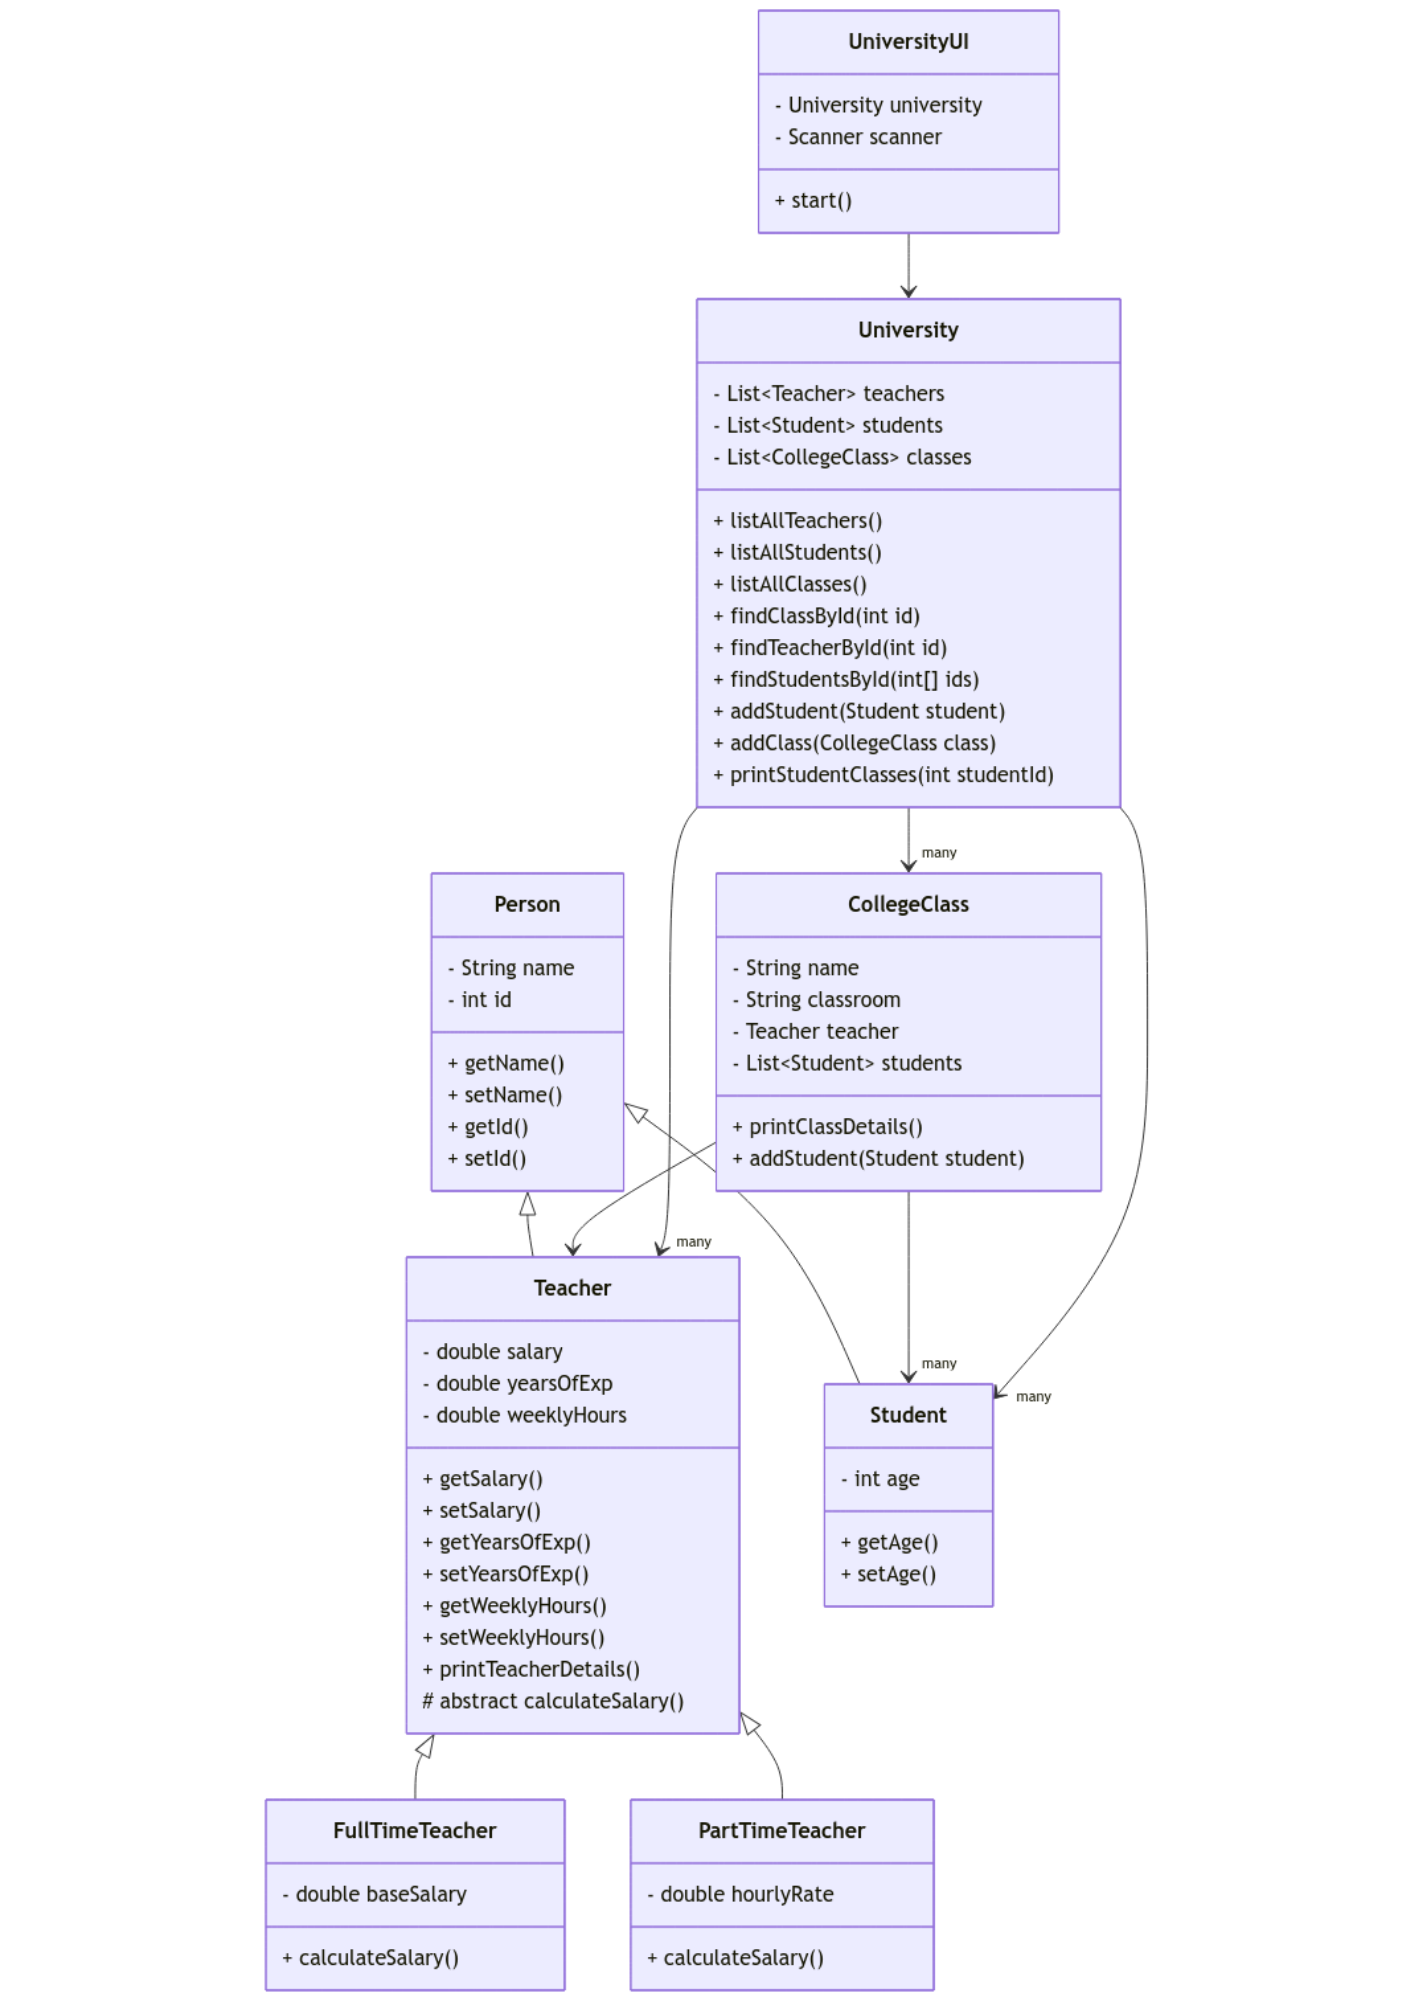 UniversityUI
- University university
- Scanner scanner
+ start()
University
- List<Teacher> teachers
- List<Student> students
- List<CollegeClass> classes
+ listAllTeachers()
+ listAllStudents()
+ listAllClasses()
+ findClassById(int id)
+ findTeacherById(int id)
+ findStudentsById(int[] ids)
+ addStudent(Student student)
+ addClass(CollegeClass class)
+ printStudentClasses(int studentId)
many
Person
- String name
- int id
+ getName()
+ setName()
+ getId()
+ setId()
CollegeClass
- String name
- String classroom
- Teacher teacher
- List<Student> students
+ printClassDetails()
+ addStudent(Student student)
many
Teacher
- double salary
- double yearsOfExp
- double weeklyHours
+ getSalary()
+ setSalary()
+ getYearsOfExp()
+ setYearsOfExp()
+ getWeeklyHours()
+ setWeeklyHours()
+ printTeacherDetails()
# abstract calculateSalary()
many
many
Student
- int age
+ getAge()
+ setAge()
FullTimeTeacher
- double baseSalary
+ calculateSalary()
PartTimeTeacher
- double hourlyRate
+ calculateSalary()